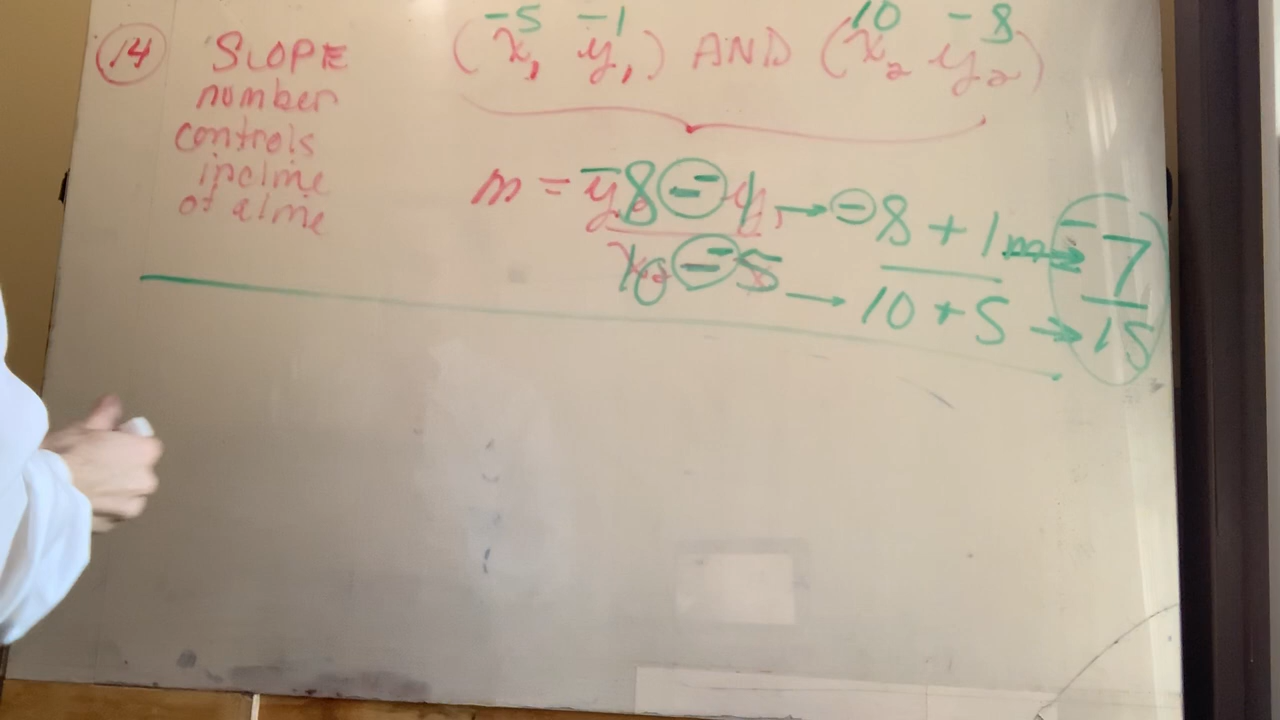 14 SLOPE
number
controls
incline
of a line
-5 -1 10 -8
(x₁ y₁) AND (x₂ y₂)
m = -8 - -1 → -8 + 1 m → -7
x₂ - -5 → 10 + 5 → 15